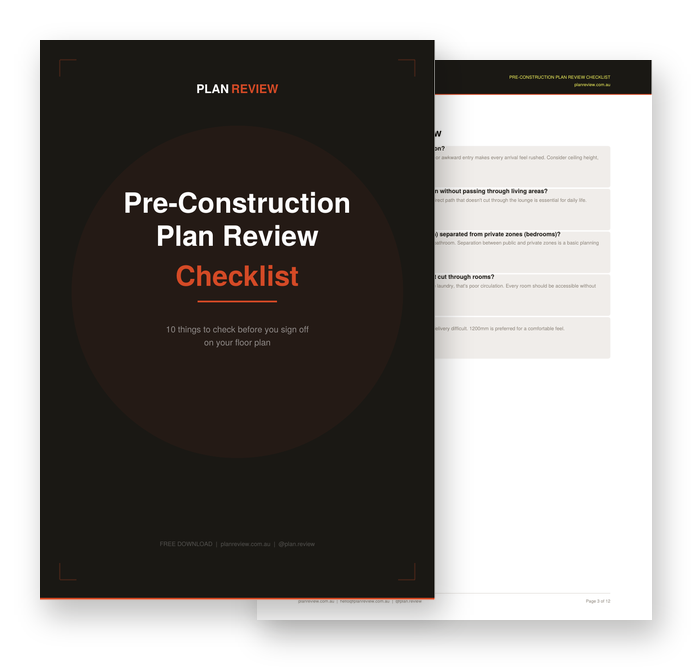 PLAN REVIEW
Pre-Construction
Plan Review
Checklist
10 things to check before you sign off
on your floor plan
FREE DOWNLOAD | planreview.com.au | @plan.review
PRE-CONSTRUCTION PLAN REVIEW CHECKLIST
planreview.com.au
w
on?
or awkward entry makes every arrival feel rushed. Consider ceiling height,
n without passing through living areas?
rect path that doesn't cut through the lounge is essential for daily life.
) separated from private zones (bedrooms)?
bathroom. Separation between public and private zones is a basic planning
t cut through rooms?
laundry, that's poor circulation. Every room should be accessible without
elivery difficult. 1200mm is preferred for a comfortable feel.
Page 3 of 12